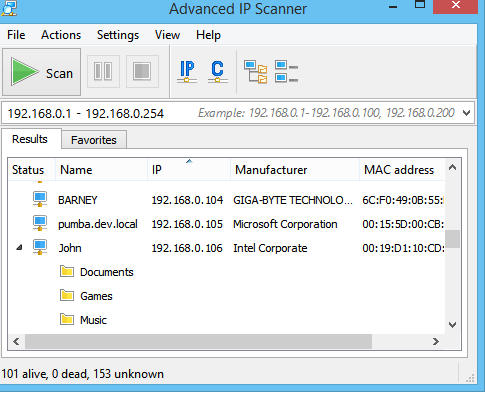 Advanced IP Scanner
File Actions Settings View Help
Scan IP C
192.168.0.1 - 192.168.0.254 Example: 192.168.0.1-192.168.0.100, 192.168.0.200
Results Favorites
Status Name IP Manufacturer MAC address
BARNEY 192.168.0.104 GIGA-BYTE TECHNOLO... 6C:F0:49:0B:55:
pumba.dev.local 192.168.0.105 Microsoft Corporation 00:15:5D:00:CB:
John 192.168.0.106 Intel Corporate 00:19:D1:10:CD:
Documents
Games
Music
101 alive, 0 dead, 153 unknown